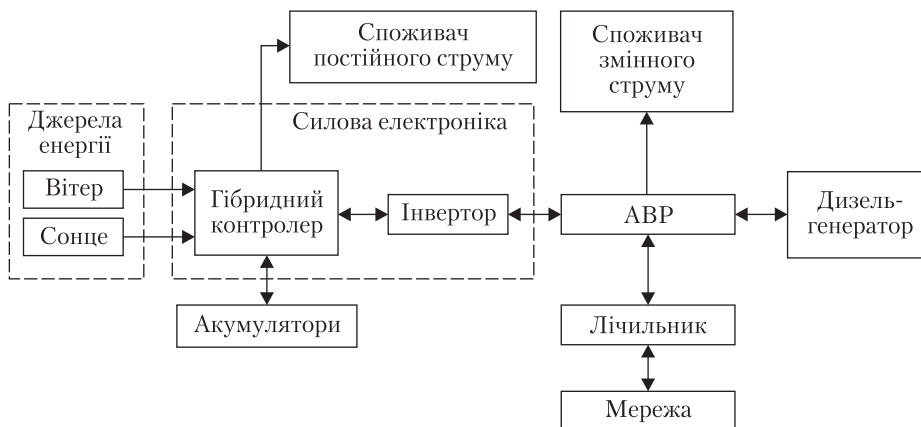 Споживач
постійного струму
Споживач
змінного
струму
Джерела
енергії
Силова електроніка
Вітер
Сонце
Гібридний
контролер
Інвертор
АВР
Дизель-
генератор
Акумулятори
Лічильник
Мережа